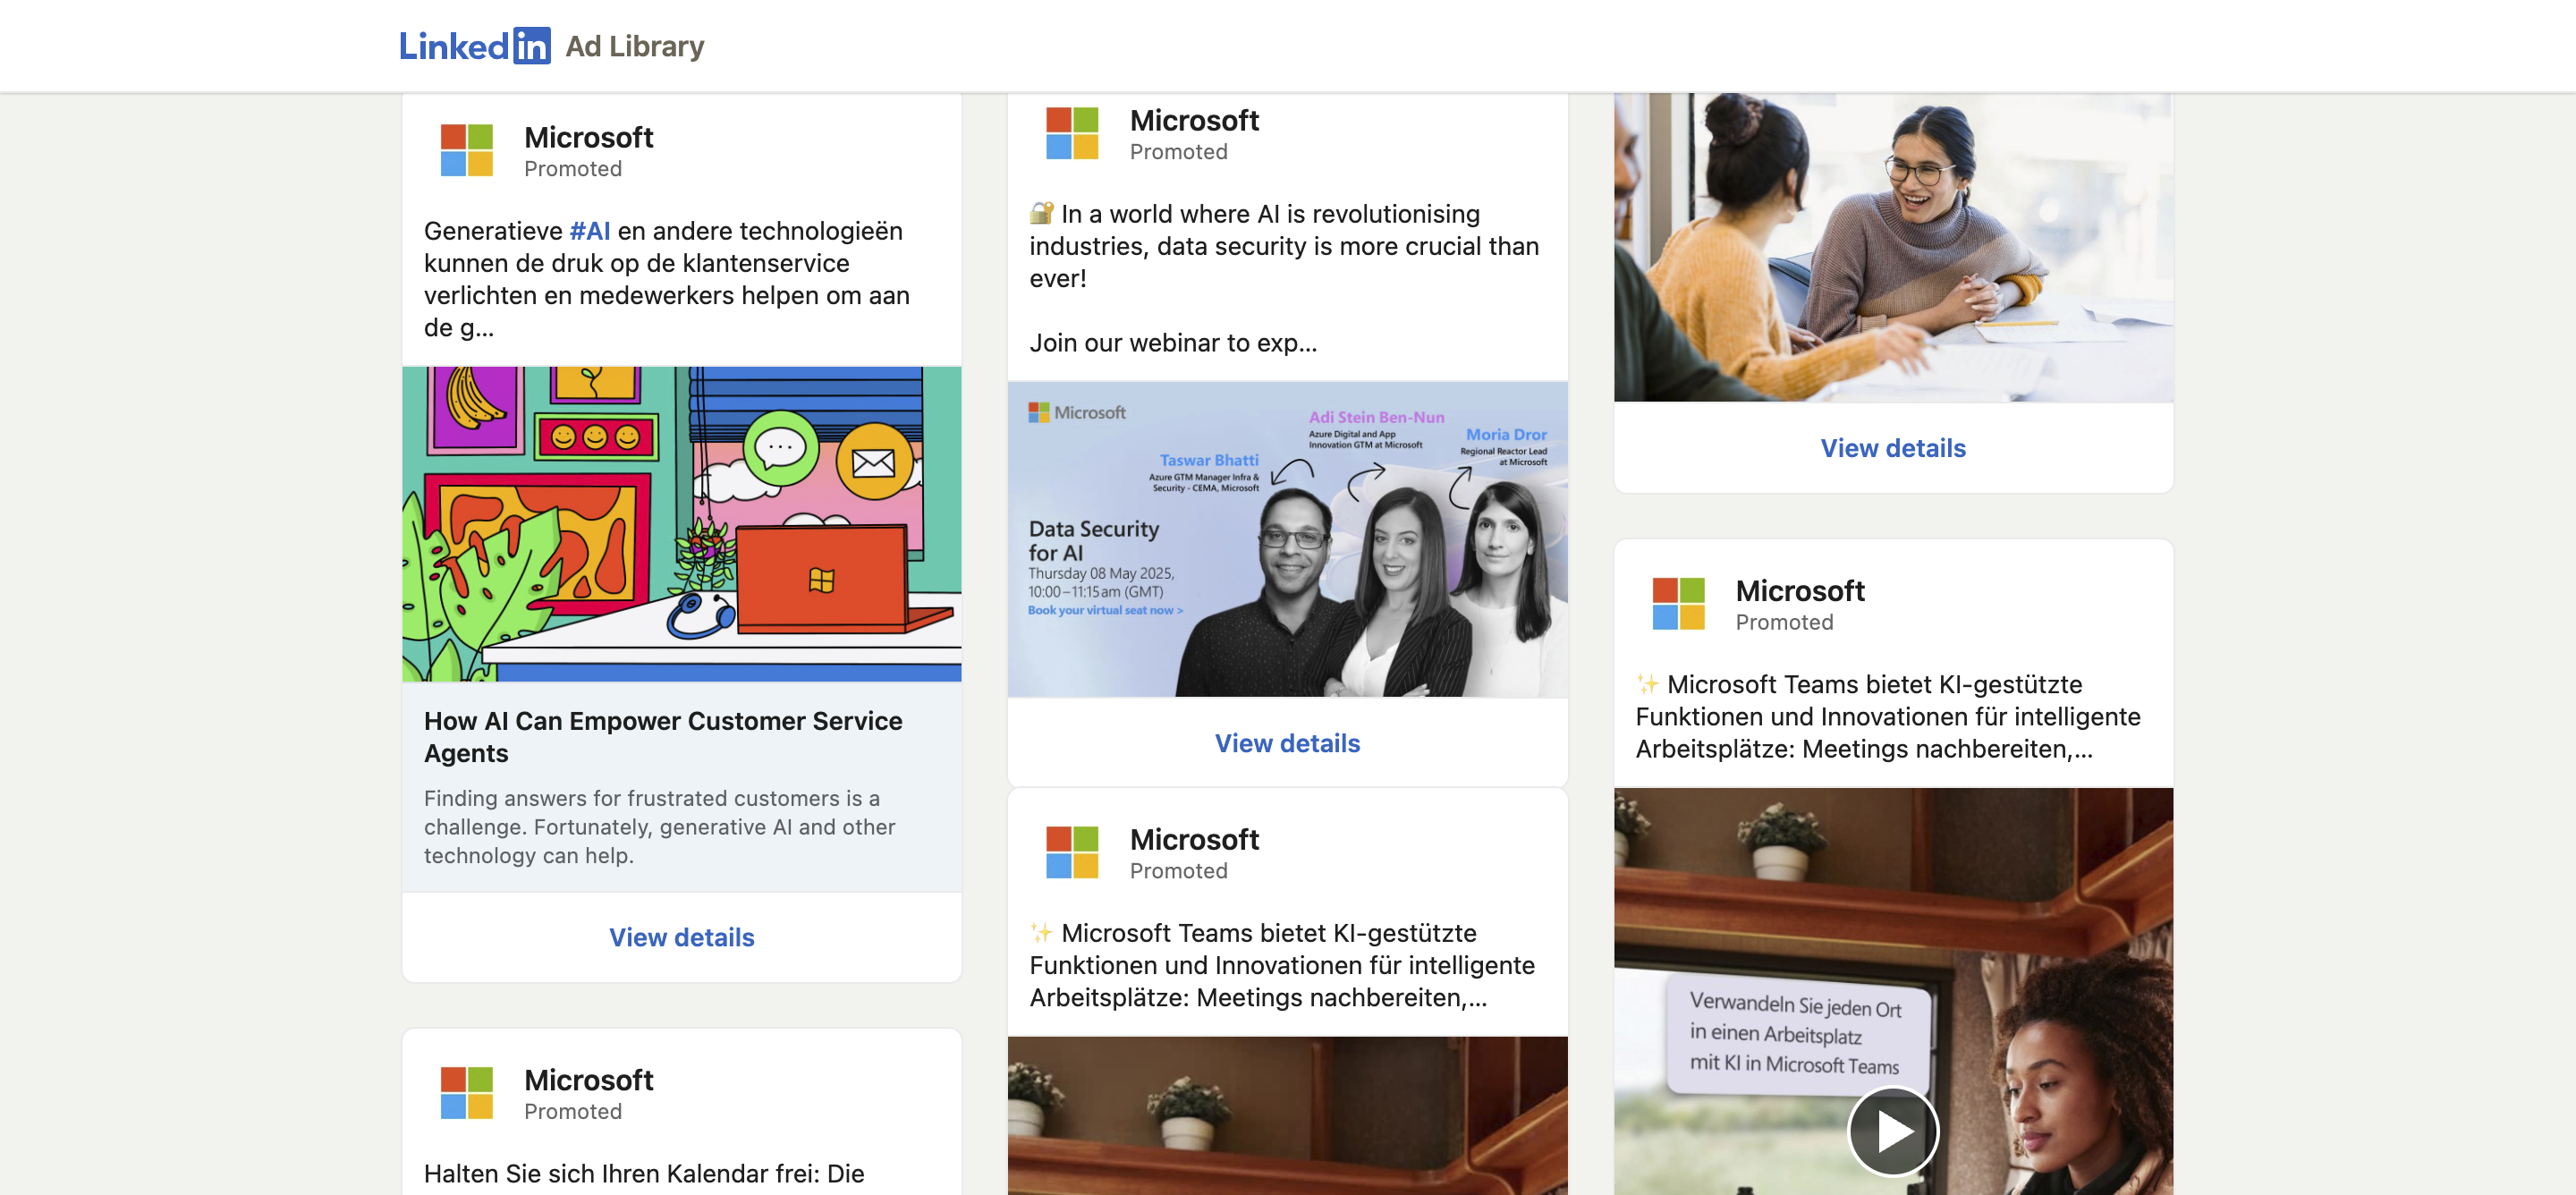 LinkedIn Ad Library
Microsoft
Promoted
Generatieve #AI en andere technologieën
kunnen de druk op de klantenservice
verlichten en medewerkers helpen om aan
de g...
How AI Can Empower Customer Service
Agents
Finding answers for frustrated customers is a
challenge. Fortunately, generative AI and other
technology can help.
View details
Microsoft
Promoted
Halten Sie sich Ihren Kalendar frei: Die
Microsoft
Promoted
🔐 In a world where AI is revolutionising
industries, data security is more crucial than
ever!
Join our webinar to exp...
Microsoft
Adi Stein Ben-Nun
Azure Digital and App
Innovation GTM at Microsoft
Moria Dror
Regional Reactor Lead
at Microsoft
Taswar Bhatti
Azure GTM Manager Infra &
Security - CEMA, Microsoft
Data Security
for AI
Thursday 08 May 2025,
10:00–11:15am (GMT)
Book your virtual seat now >
View details
Microsoft
Promoted
✨ Microsoft Teams bietet KI-gestützte
Funktionen und Innovationen für intelligente
Arbeitsplätze: Meetings nachbereiten,...
View details
Microsoft
Promoted
✨ Microsoft Teams bietet KI-gestützte
Funktionen und Innovationen für intelligente
Arbeitsplätze: Meetings nachbereiten,...
Verwandeln Sie jeden Ort
in einen Arbeitsplatz
mit KI in Microsoft Teams